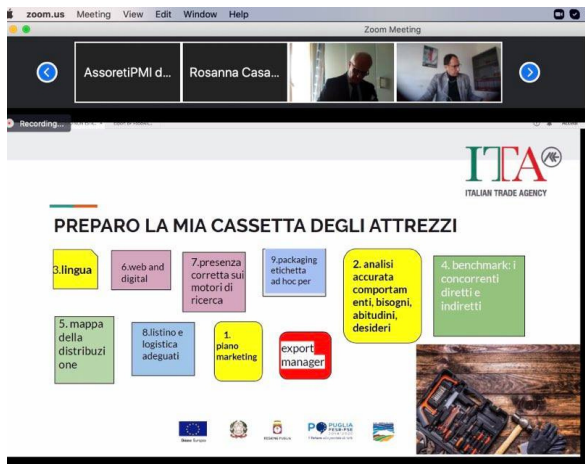 zoom.us Meeting View Edit Window Help
Zoom Meeting
AssoretiPMI d...
Rosanna Casa...
Recording...
ITA
ITALIAN TRADE AGENCY
PREPARO LA MIA CASSETTA DEGLI ATTREZZI
3.lingua
6.web and
digital
7.presenza
corretta sui
motori di
ricerca
9.packaging
etichetta
ad hoc per
2. analisi
accurata
comportam
enti, bisogni,
abitudini,
desideri
4. benchmark: i
concorrenti
diretti e
indiretti
5. mappa
della
distribuzi
one
8.listino e
logistica
adeguati
1.
piano
marketing
export
manager
PUGLIA